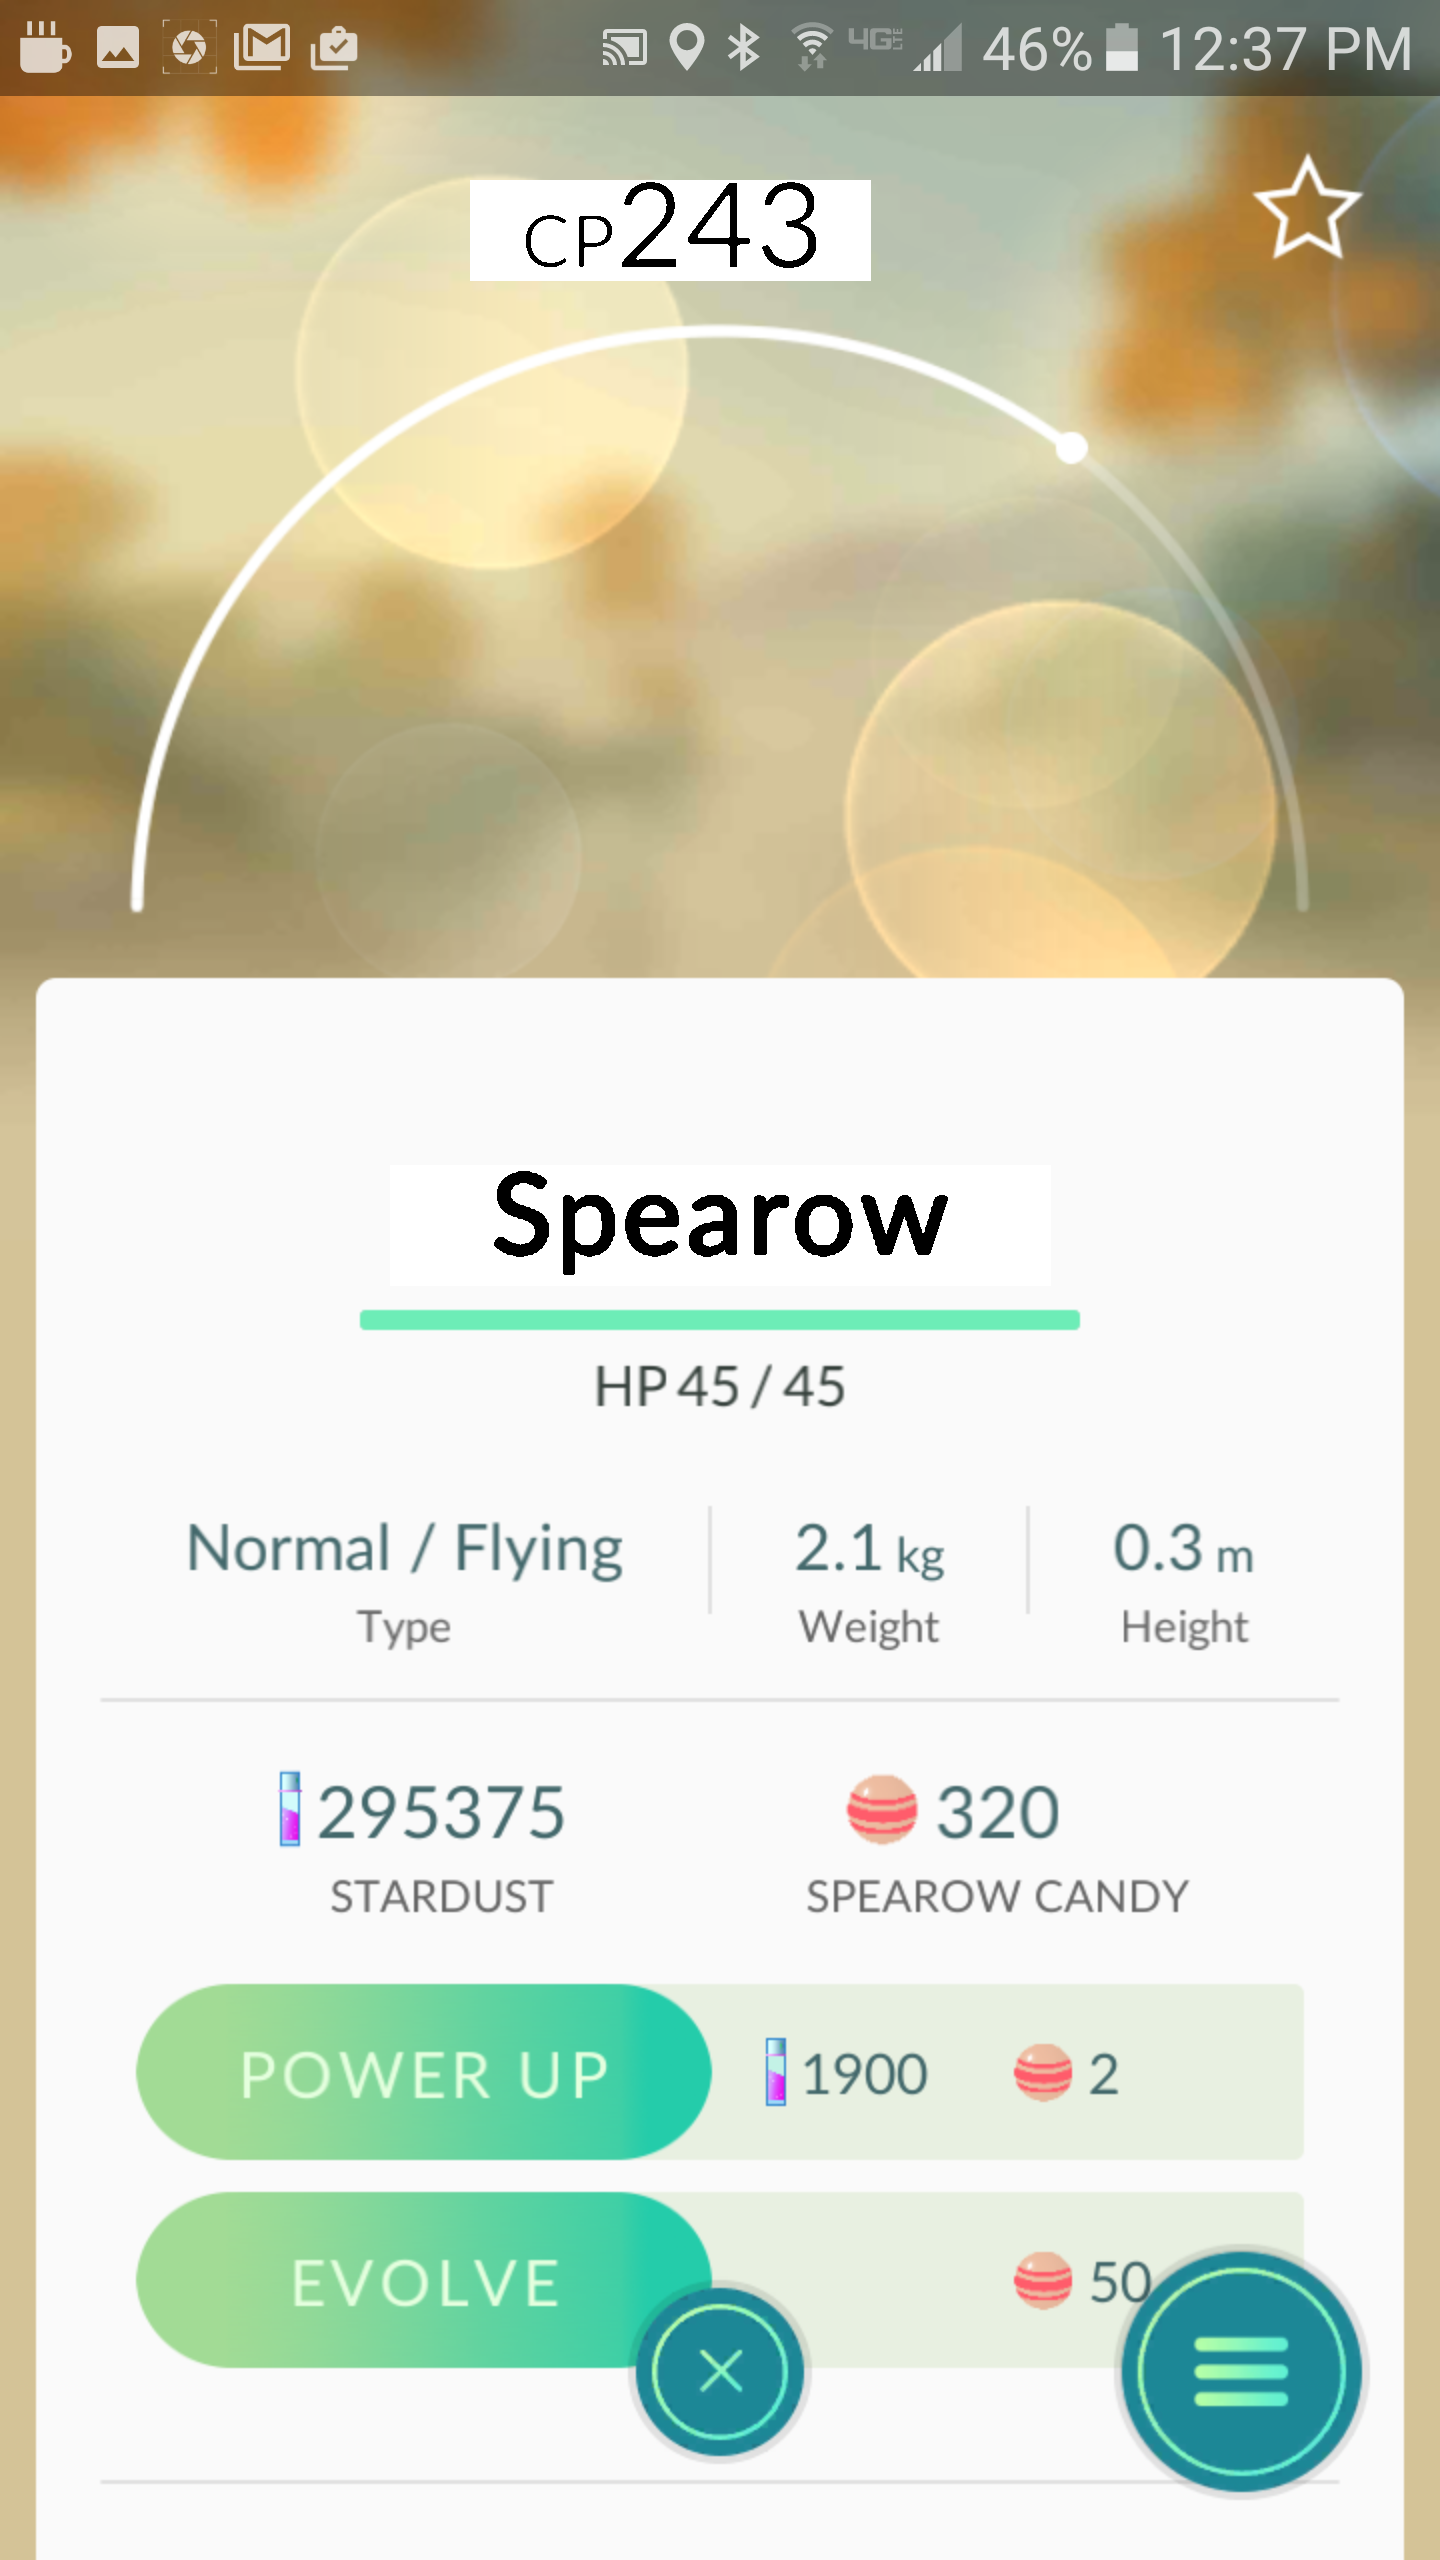 4G LTE 46% 12:37 PM
CP243
Spearow
HP 45 / 45
Normal / Flying 2.1 kg 0.3 m
Type Weight Height
295375 320
STARDUST SPEAROW CANDY
POWER UP 1900 2
EVOLVE 50